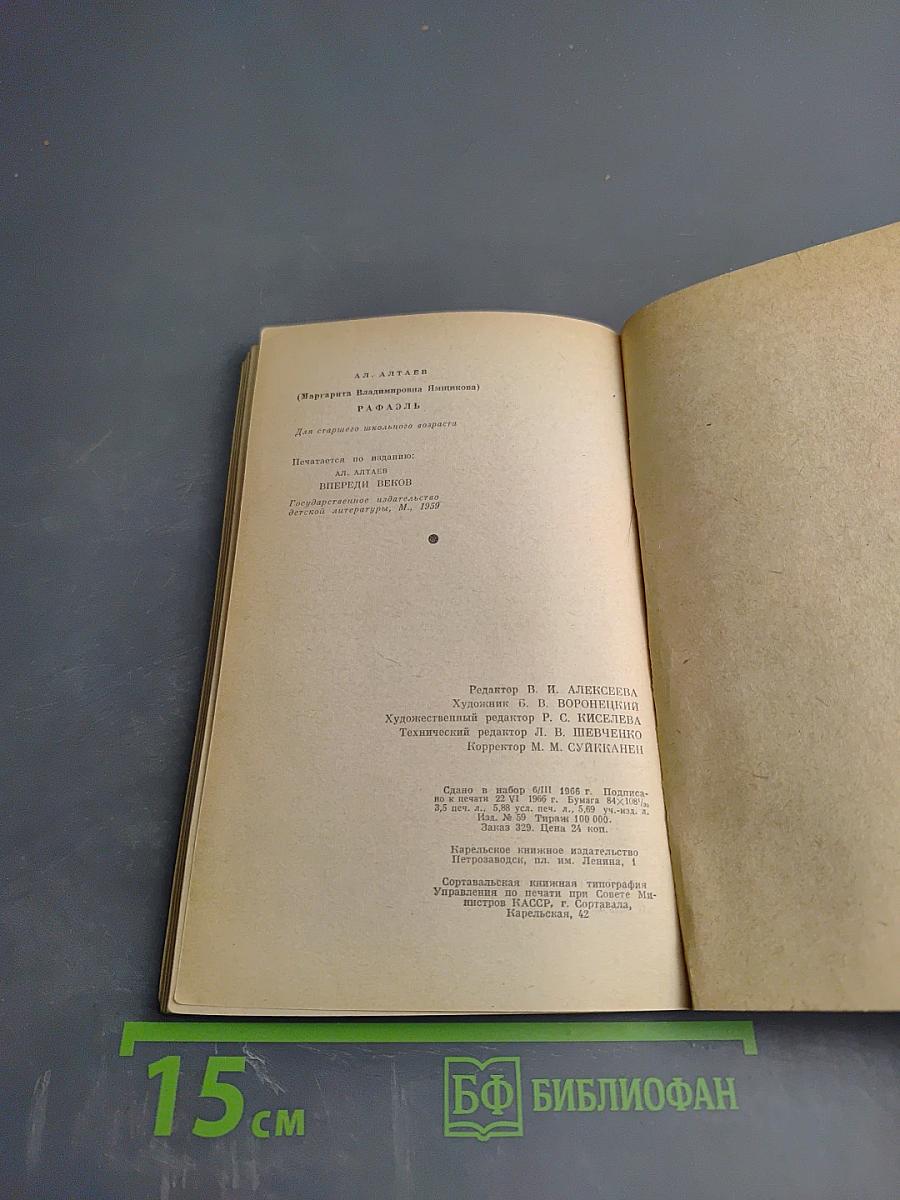 АЛ. АЛТАЕВ
(Маргарита Владимировна Ямщикова)
РАФАЭЛЬ
Для старшего школьного возраста
Печатается по изданию:
АЛ. АЛТАЕВ
ВПЕРЕДИ ВЕКОВ
Государственное издательство
детской литературы, М., 1959
Редактор В. И. АЛЕКСЕЕВА
Художник Б. В. ВОРОНЕЦКИЙ
Художественный редактор Р. С. КИСЕЛЕВА
Технический редактор Л. В. ШЕВЧЕНКО
Корректор М. М. СУЙККАНЕН
Сдано в набор 6/III 1966 г. Подписа-
но к печати 22 VI 1966 г. Бумага 84×108¹/₃₆
3,5 печ. л., 5,88 усл. печ. л., 5,69 уч.-изд. л.
Изд. № 59 Тираж 100 000.
Заказ 329. Цена 24 коп.
Карельское книжное издательство
Петрозаводск, пл. им. Ленина, 1
Сортавальская книжная типография
Управления по печати при Совете Ми-
нистров КАССР, г. Сортавала,
Карельская, 42
15 см
БФ БИБЛИОФАН